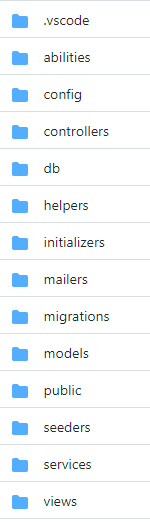 .vscode
abilities
config
controllers
db
helpers
initializers
mailers
migrations
models
public
seeders
services
views